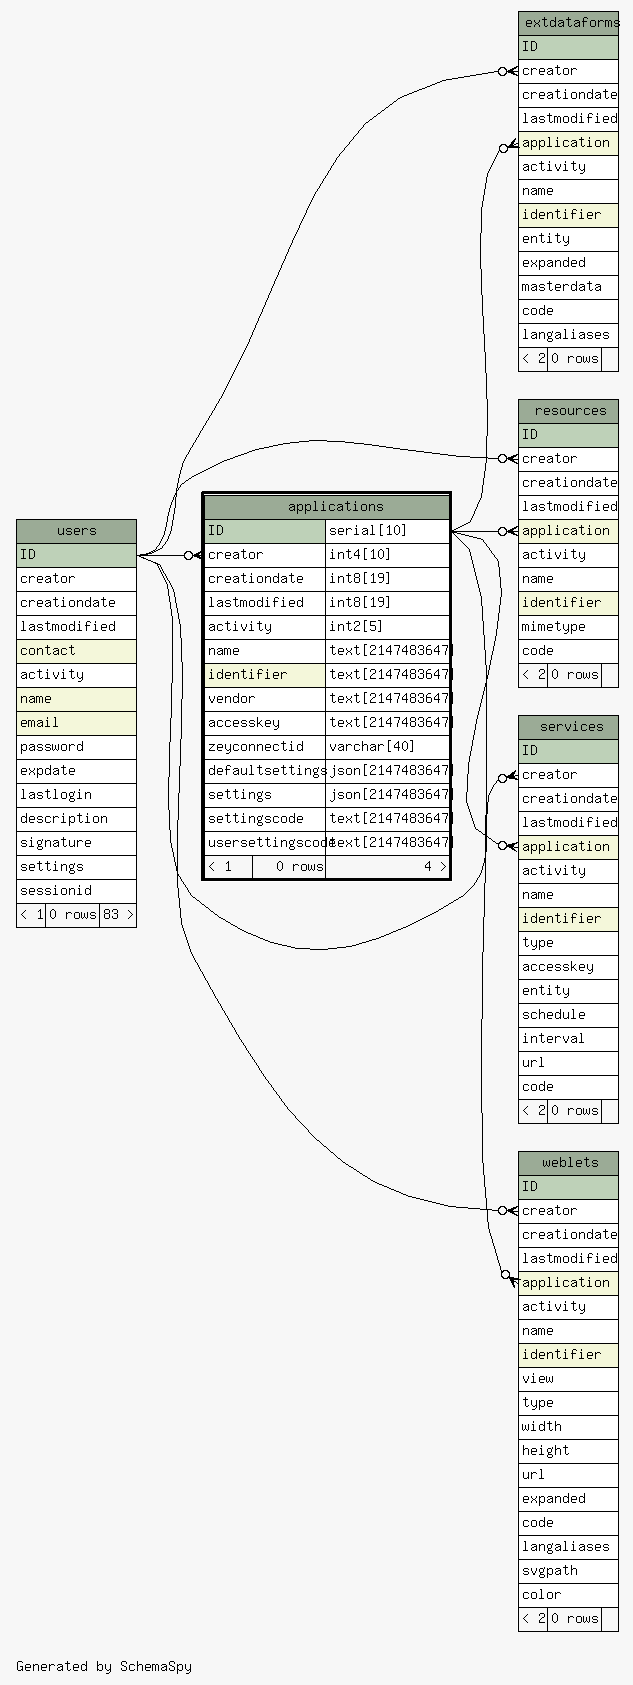 extdataforms
ID
creator
creationdate
lastmodified
application
activity
name
identifier
entity
expanded
masterdata
code
langaliases
< 2 0 rows
resources
ID
creator
creationdate
lastmodified
application
activity
name
identifier
mimetype
code
< 2 0 rows
applications
ID serial[10]
creator int4[10]
creationdate int8[19]
lastmodified int8[19]
activity int2[5]
name text[2147483647]
identifier text[2147483647]
vendor text[2147483647]
accesskey text[2147483647]
zeyconnectid varchar[40]
defaultsettings json[2147483647]
settings json[2147483647]
settingscode text[2147483647]
usersettingscode text[2147483647]
< 1 0 rows 4 >
users
ID
creator
creationdate
lastmodified
contact
activity
name
email
password
expdate
lastlogin
description
signature
settings
sessionid
< 1 0 rows 83 >
services
ID
creator
creationdate
lastmodified
application
activity
name
identifier
type
accesskey
entity
schedule
interval
url
code
< 2 0 rows
weblets
ID
creator
creationdate
lastmodified
application
activity
name
identifier
view
type
width
height
url
expanded
code
langaliases
svgpath
color
< 2 0 rows
Generated by SchemaSpy